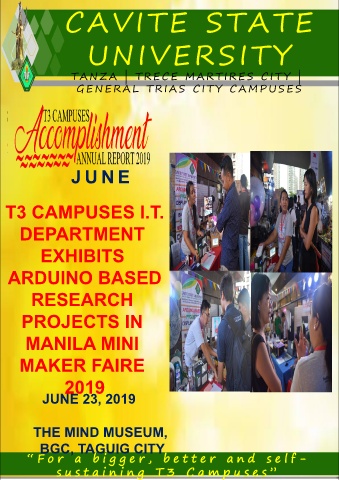 CAVITE STATE
UNIVERSITY
TANZA | TRECE MARTIRES CITY |
GENERAL TRIAS CITY CAMPUSES
T3 CAMPUSES
Accomplishment
ANNUAL REPORT 2019
JUNE
T3 CAMPUSES I.T.
DEPARTMENT
EXHIBITS
ARDUINO BASED
RESEARCH
PROJECTS IN
MANILA MINI
MAKER FAIRE
2019
JUNE 23, 2019
THE MIND MUSEUM,
BGC, TAGUIG CITY
“For a bigger, better and self-
sustaining T3 Campuses”